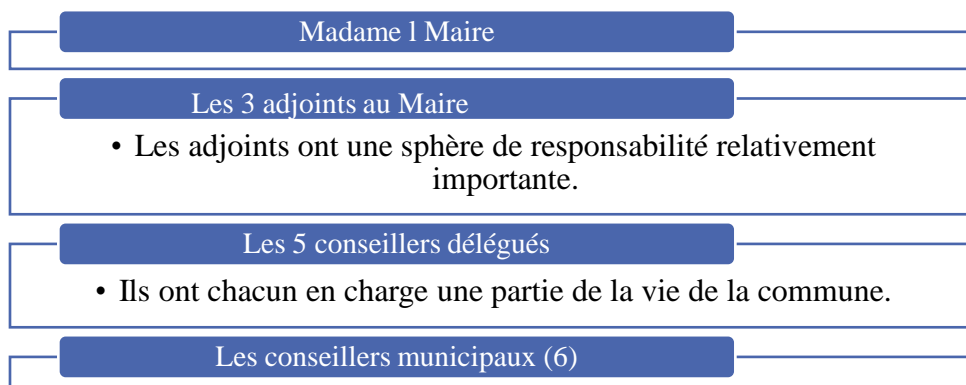 Madame l Maire
Les 3 adjoints au Maire
• Les adjoints ont une sphère de responsabilité relativement
importante.
Les 5 conseillers délégués
• Ils ont chacun en charge une partie de la vie de la commune.
Les conseillers municipaux (6)